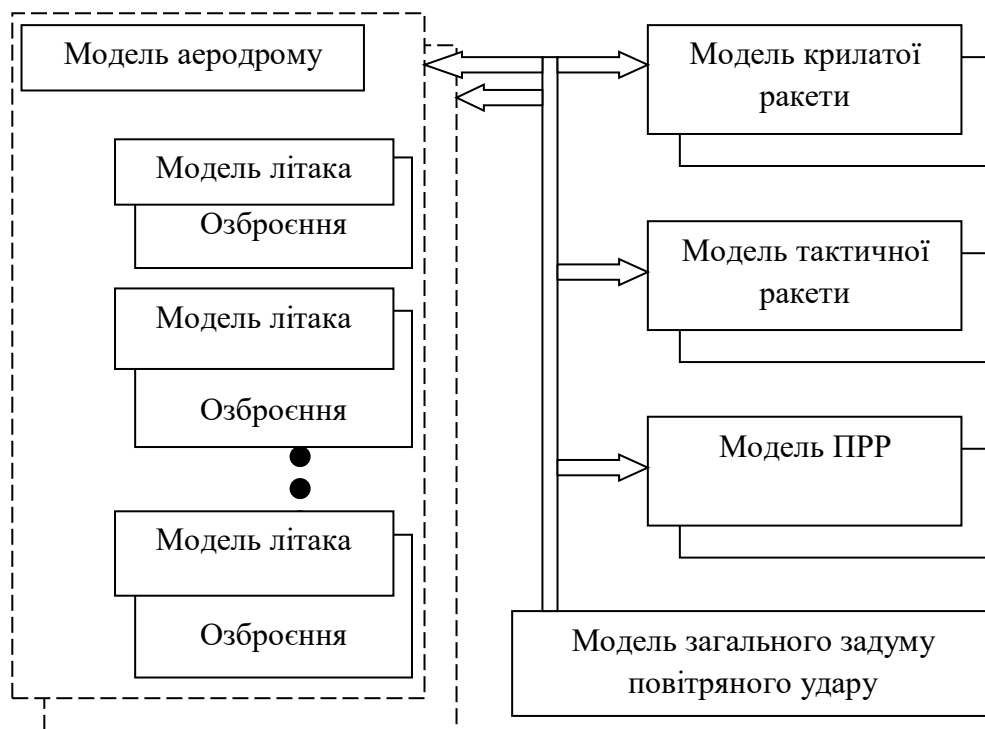 Модель аеродрому
Модель літака
Озброєння
Модель літака
Озброєння
Модель літака
Озброєння
Модель крилатої
ракети
Модель тактичної
ракети
Модель ПРР
Модель загального задуму
повітряного удару